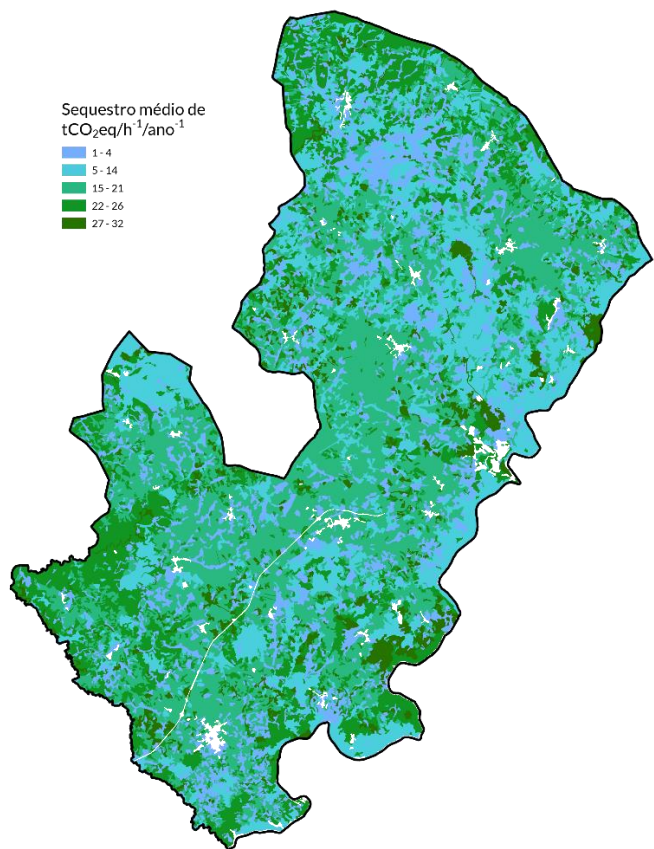 Sequestro médio de
tCO₂eq/h⁻¹/ano⁻¹
1 - 4
5 - 14
15 - 21
22 - 26
27 - 32